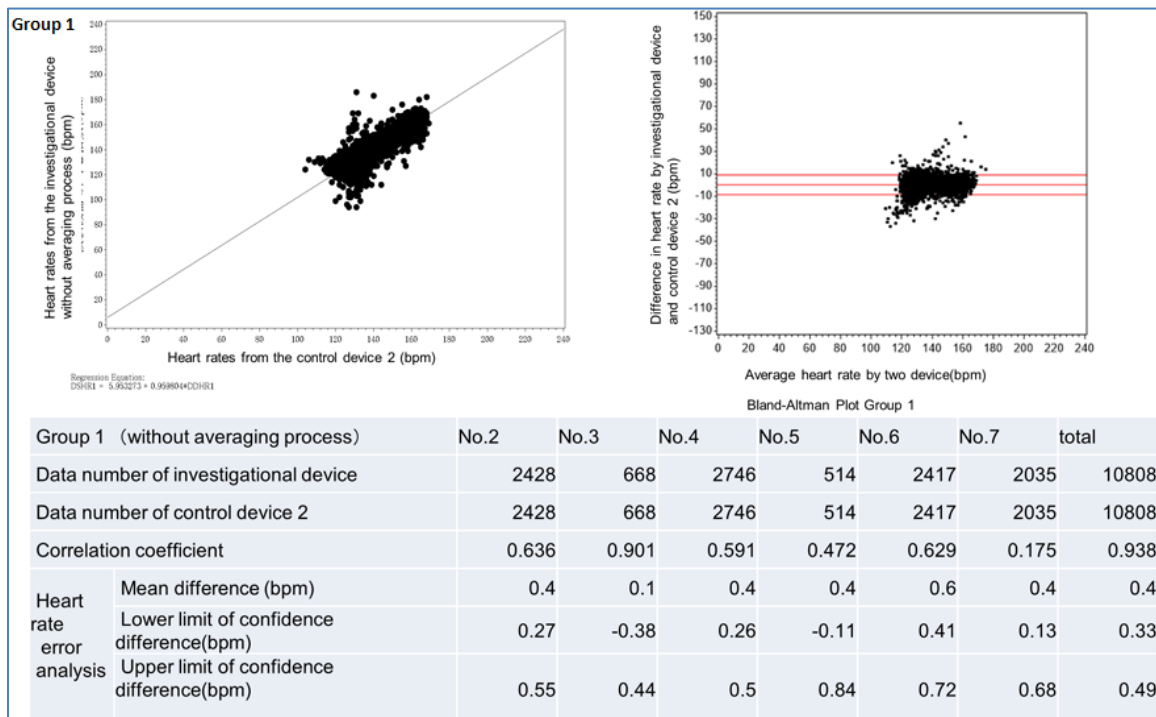 Group 1
240
220
200
180
160
140
120
100
80
60
40
20
0
Heart rates from the investigational device
without averaging process (bpm)
0 20 40 60 80 100 120 140 160 180 200 220 240
Heart rates from the control device 2 (bpm)
Regression Equation:
DSHR1 = 5.953273 + 0.959804*DDHR1
150
130
110
90
70
50
30
10
-10
-30
-50
-70
-90
-110
-130
Difference in heart rate by investigational device
and control device 2 (bpm)
0 20 40 60 80 100 120 140 160 180 200 220 240
Average heart rate by two device(bpm)
Bland-Altman Plot Group 1
Group 1 （without averaging process） No.2 No.3 No.4 No.5 No.6 No.7 total
Data number of investigational device 2428 668 2746 514 2417 2035 10808
Data number of control device 2 2428 668 2746 514 2417 2035 10808
Correlation coefficient 0.636 0.901 0.591 0.472 0.629 0.175 0.938
Heart
rate
error
analysis
Mean difference (bpm) 0.4 0.1 0.4 0.4 0.6 0.4 0.4
Lower limit of confidence
difference(bpm) 0.27 -0.38 0.26 -0.11 0.41 0.13 0.33
Upper limit of confidence
difference(bpm) 0.55 0.44 0.5 0.84 0.72 0.68 0.49